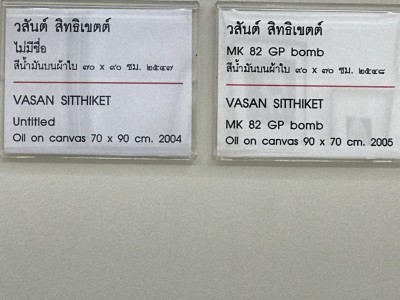 วสันต์ สิทธิเขตต์
ไม่มีชื่อ
สีน้ำมันบนผ้าใบ ๗๐ x ๙๐ ซม. ๒๕๔๗
VASAN SITTHIKET
Untitled
Oil on canvas 70 x 90 cm. 2004
วสันต์ สิทธิเขตต์
MK 82 GP bomb
สีน้ำมันบนผ้าใบ ๙๐ x ๗๐ ซม. ๒๕๔๘
VASAN SITTHIKET
MK 82 GP bomb
Oil on canvas 90 x 70 cm. 2005